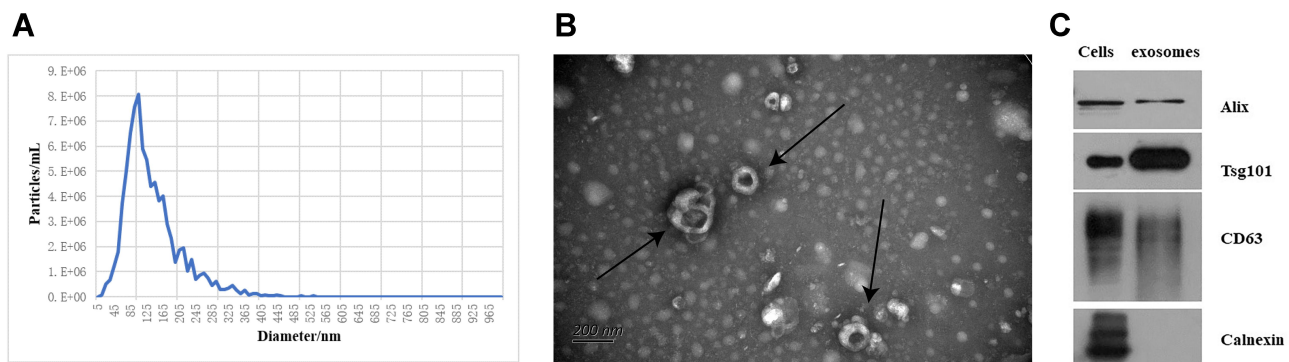 A
B
C
Cells exosomes
9. E+06
8. E+06
7. E+06
6. E+06
5. E+06
4. E+06
3. E+06
2. E+06
1. E+06
0. E+00
Particles/mL
5 45 85 125 165 205 245 285 325 365 405 445 485 525 565 605 645 685 725 765 805 845 885 925 965
Diameter/nm
200 nm
Alix
Tsg101
CD63
Calnexin